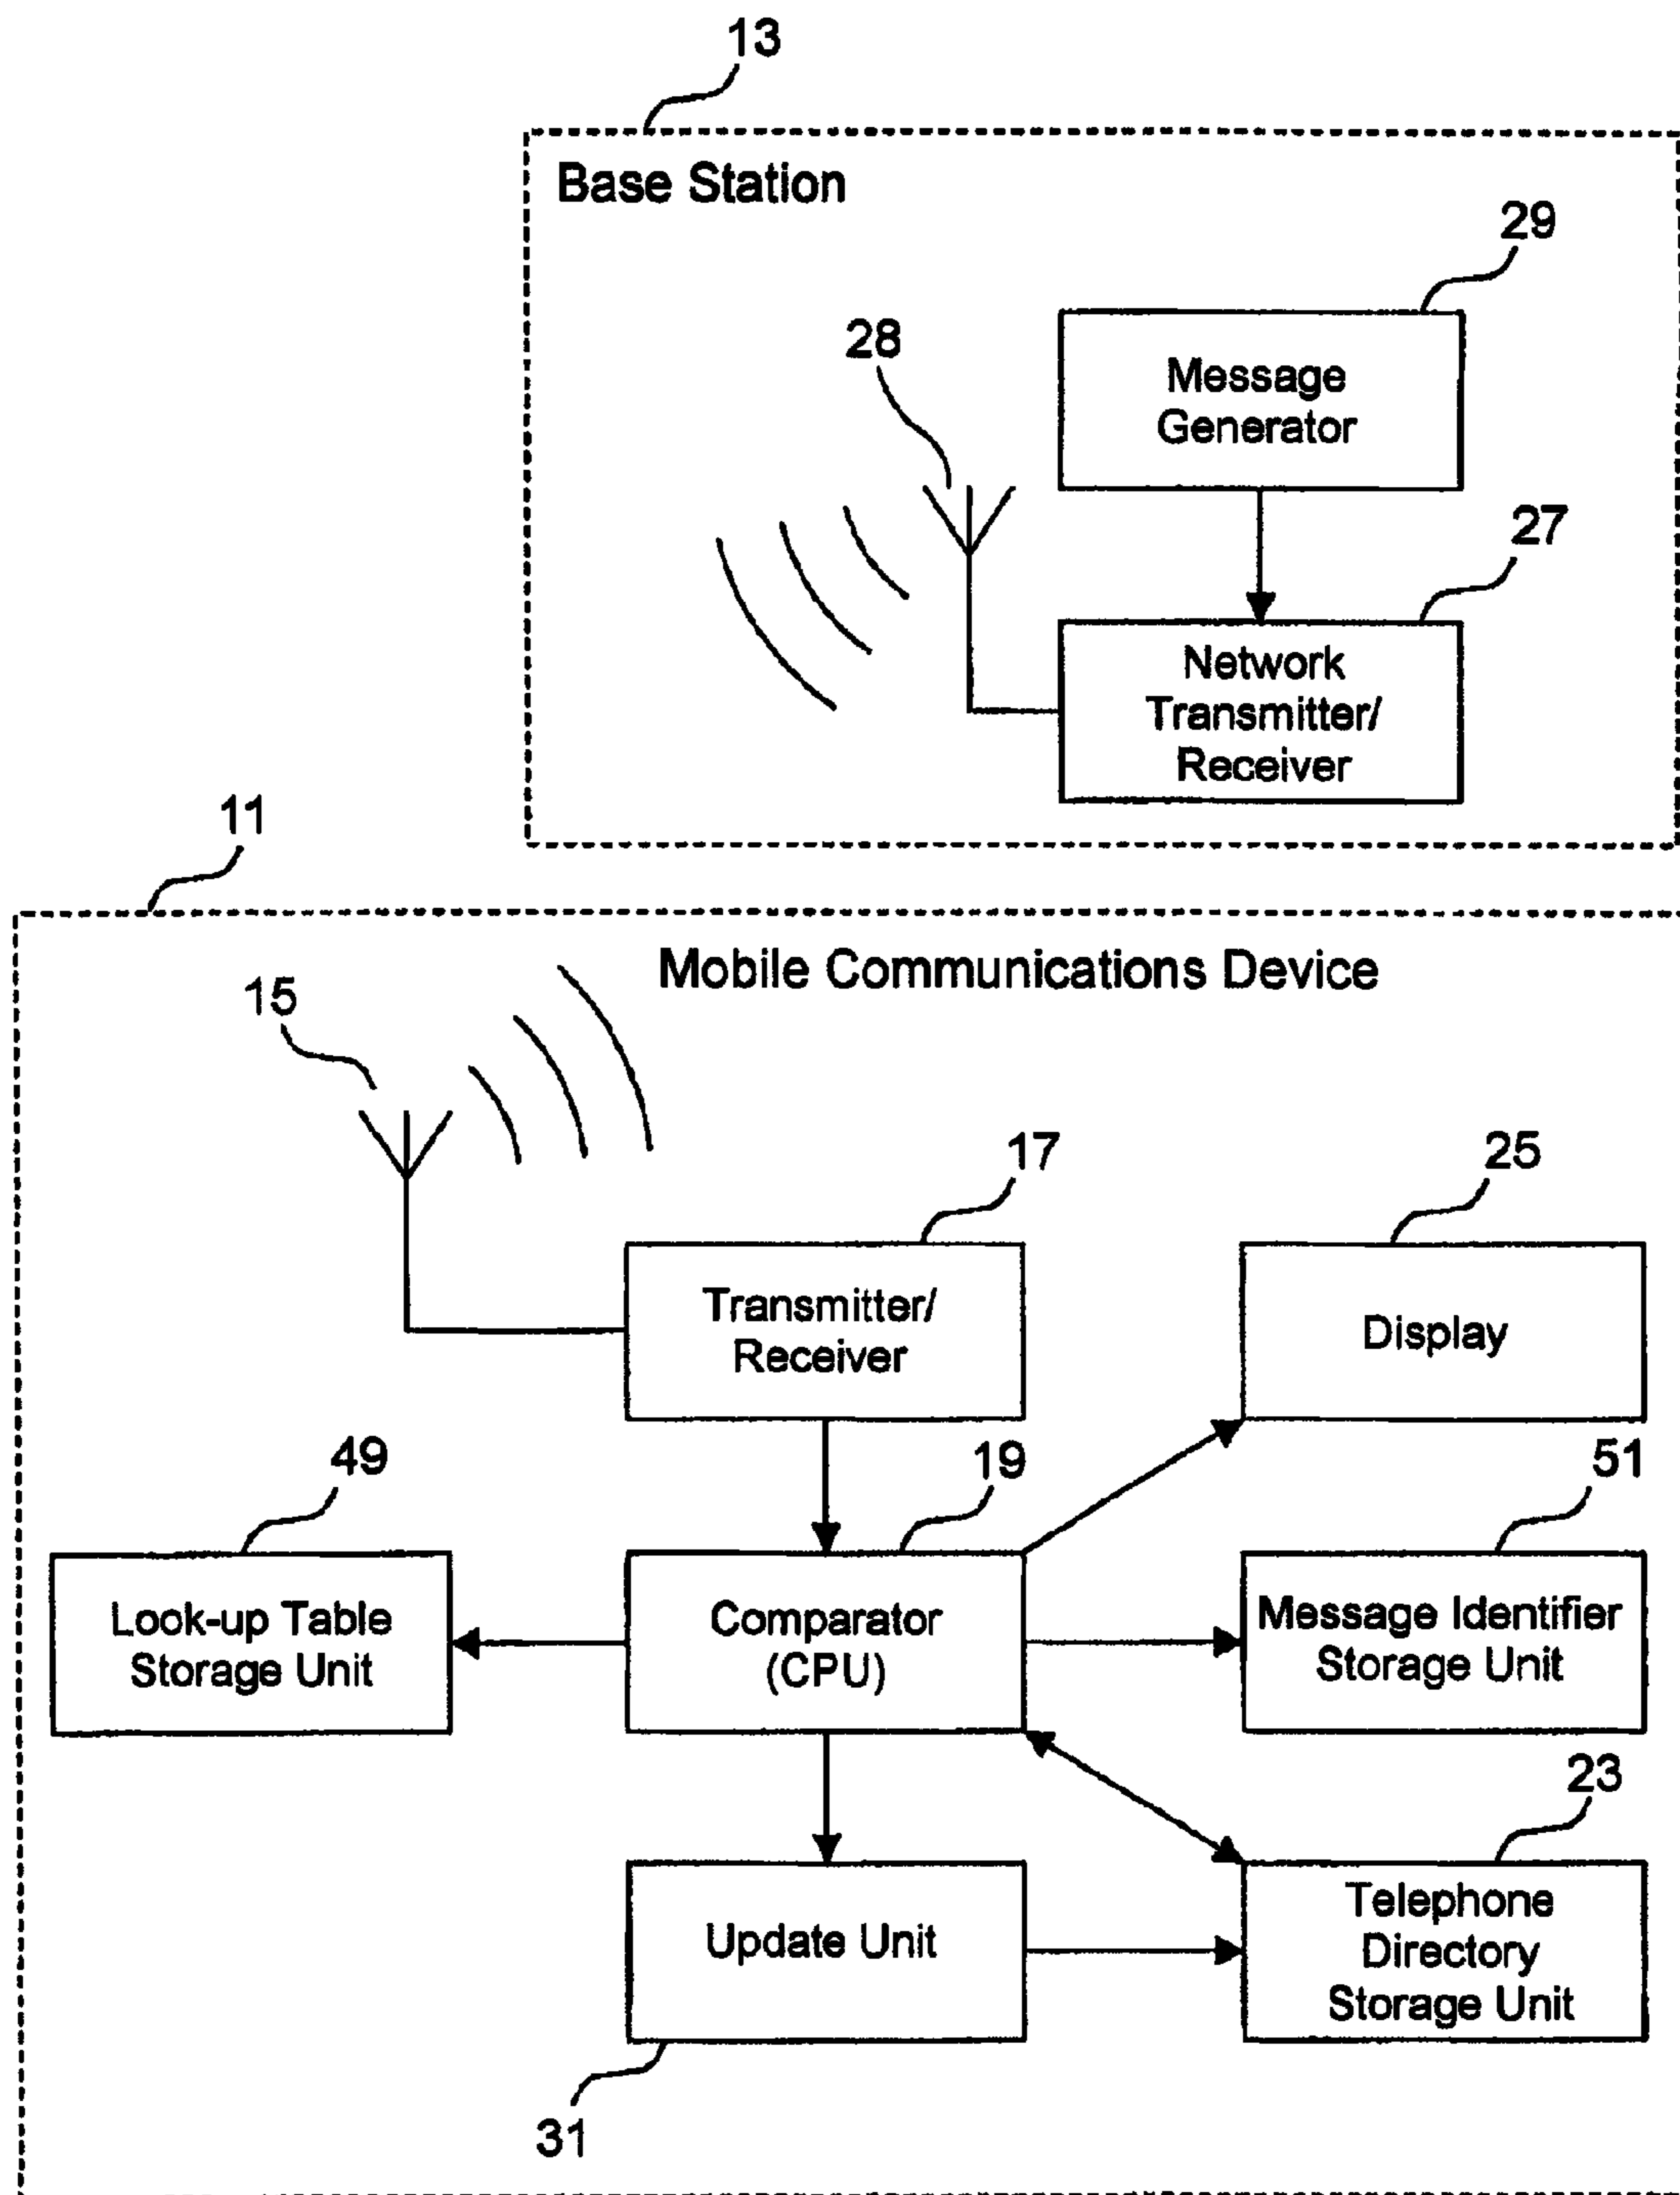 13
Base Station
29
28
Message
Generator
27
Network
Transmitter/
Receiver
11
Mobile Communications Device
15
17
25
Transmitter/
Receiver
Display
49
19
51
Look-up Table
Storage Unit
Comparator
(CPU)
Message Identifier
Storage Unit
23
Update Unit
Telephone
Directory
Storage Unit
31